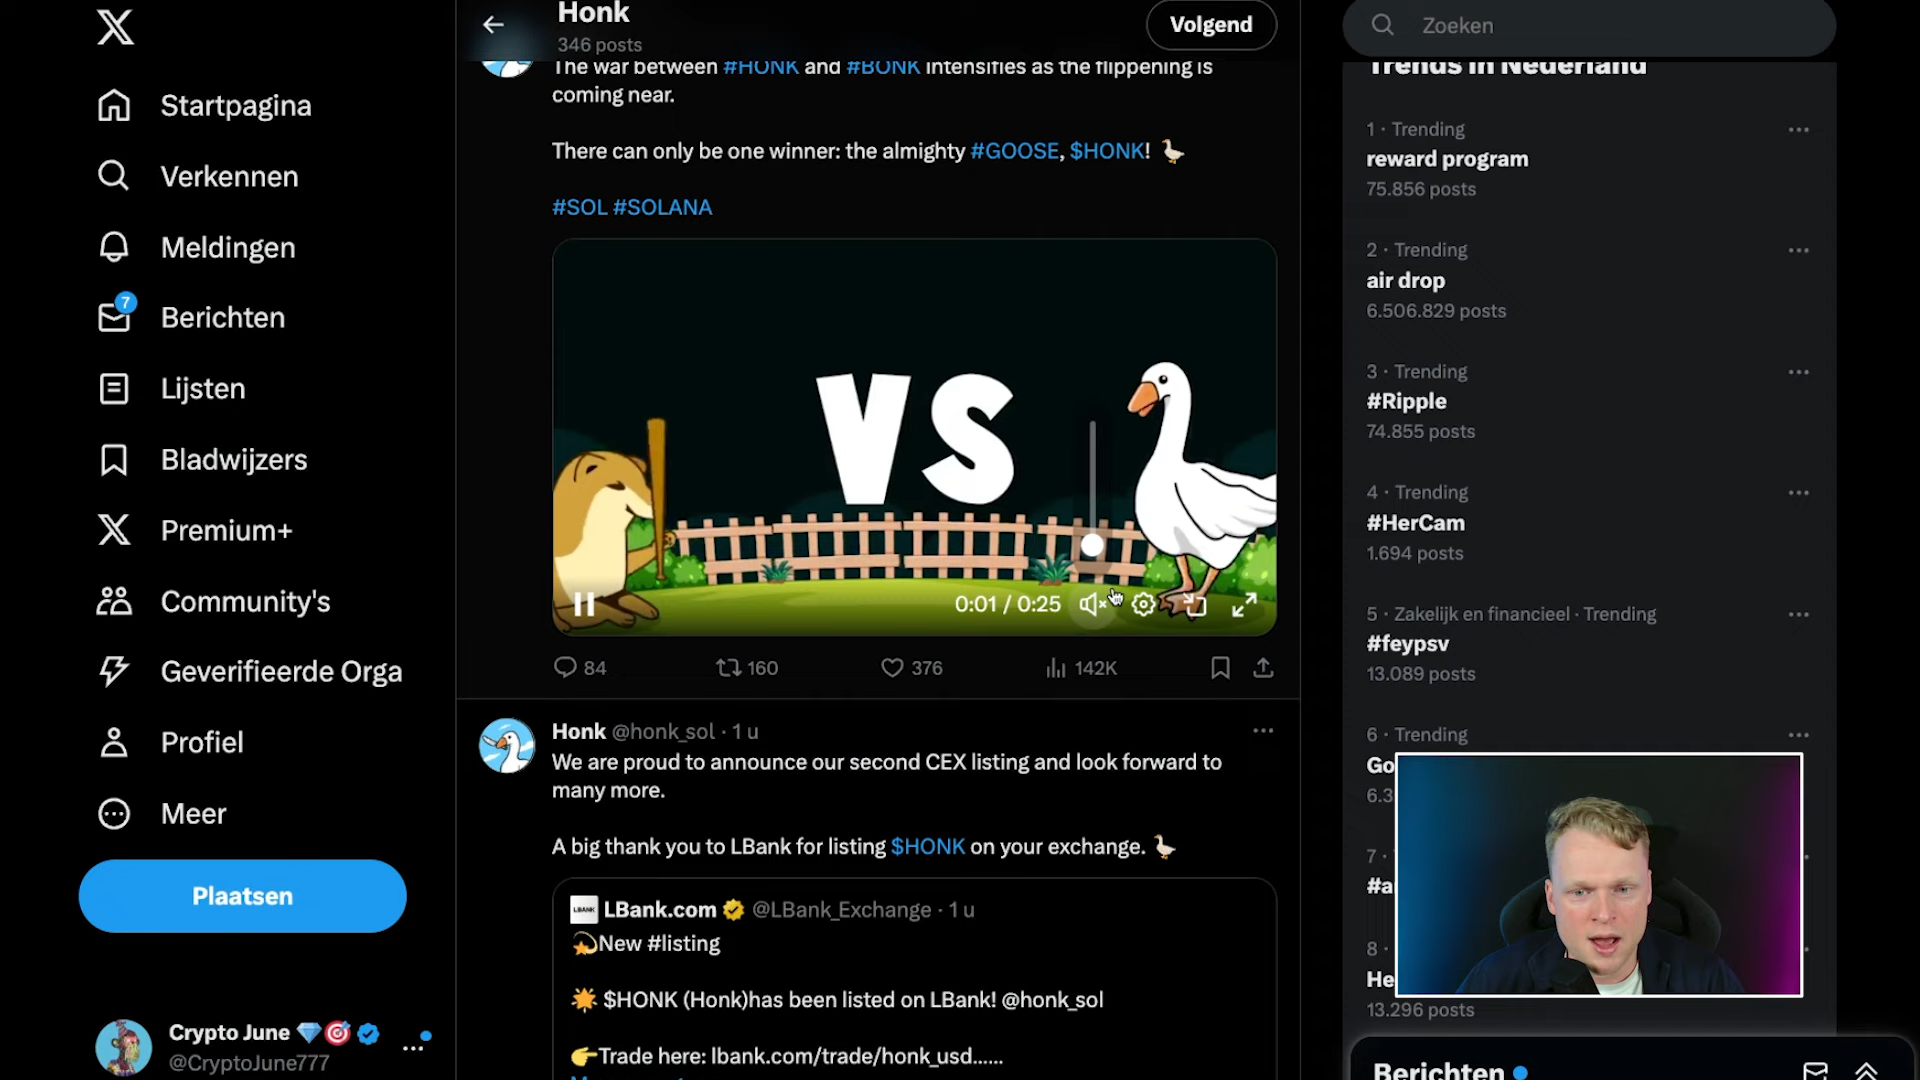 Startpagina
Verkennen
Meldingen
7
Berichten
Lijsten
Bladwijzers
Premium+
Community's
Geverifieerde Orga
Profiel
Meer
Plaatsen
Crypto June
@CryptoJune777
Honk
346 posts
Volgend
The war between #HONK and #BONK intensifies as the flippening is
coming near.
There can only be one winner: the almighty #GOOSE, $HONK!
#SOL #SOLANA
VS
0:01 / 0:25
84
160
376
142K
Honk @honk_sol · 1 u
We are proud to announce our second CEX listing and look forward to
many more.
A big thank you to LBank for listing $HONK on your exchange.
LBANK
LBank.com @LBank_Exchange · 1 u
New #listing
$HONK (Honk)has been listed on LBank! @honk_sol
Trade here: lbank.com/trade/honk_usd......
Zoeken
Trends in Nederland
1 · Trending
reward program
75.856 posts
2 · Trending
air drop
6.506.829 posts
3 · Trending
#Ripple
74.855 posts
4 · Trending
#HerCam
1.694 posts
5 · Zakelijk en financieel · Trending
#feypsv
13.089 posts
6 · Trending
Go
6.3
7 ·
#a
8 ·
He
13.296 posts
Berichten